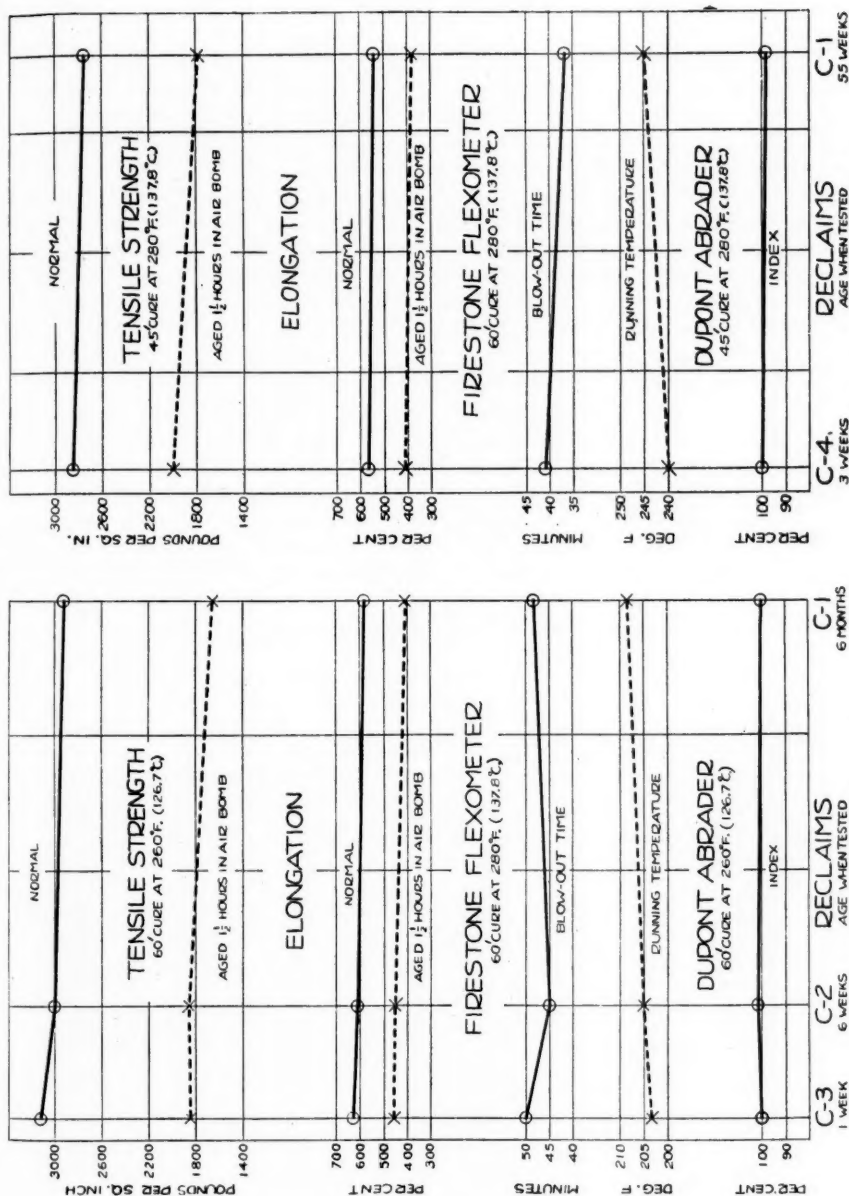 NORMAL
TENSILE STRENGTH
60'CURE AT 260°F. (126.7°C)
AGED 1½ HOURS IN AIR BOMB
3000
2600
2200
1800
POUNDS PER SQ. INCH
ELONGATION
NORMAL
AGED 1½ HOURS IN AIR BOMB
700
600
500
400
300
PER CENT
FIRESTONE FLEXOMETER
60'CURE AT 280°F. (137.8°C)
BLOW-OUT TIME
50
45
40
MINUTES
RUNNING TEMPERATURE
210
205
200
DEG. F
DUPONT ABRADER
60'CURE AT 260°F. (126.7°C)
INDEX
100
90
PER CENT
C-3 C-2 RECLAIMS C-1
1 WEEK 6 WEEKS AGE WHEN TESTED 6 MONTHS
NORMAL
TENSILE STRENGTH
45'CURE AT 280°F. (137.8°C)
AGED 1½ HOURS IN AIR BOMB
3000
2600
2200
1800
POUNDS PER SQ. IN.
ELONGATION
NORMAL
AGED 1½ HOURS IN AIR BOMB
700
600
500
400
300
PER CENT
FIRESTONE FLEXOMETER
60'CURE AT 280°F. (137.8°C)
BLOW-OUT TIME
45
40
35
MINUTES
RUNNING TEMPERATURE
250
245
240
DEG. F
DUPONT ABRADER
45'CURE AT 280°F. (137.8°C)
INDEX
100
90
PER CENT
C-4. RECLAIMS C-1
3 WEEKS AGE WHEN TESTED 55 WEEKS